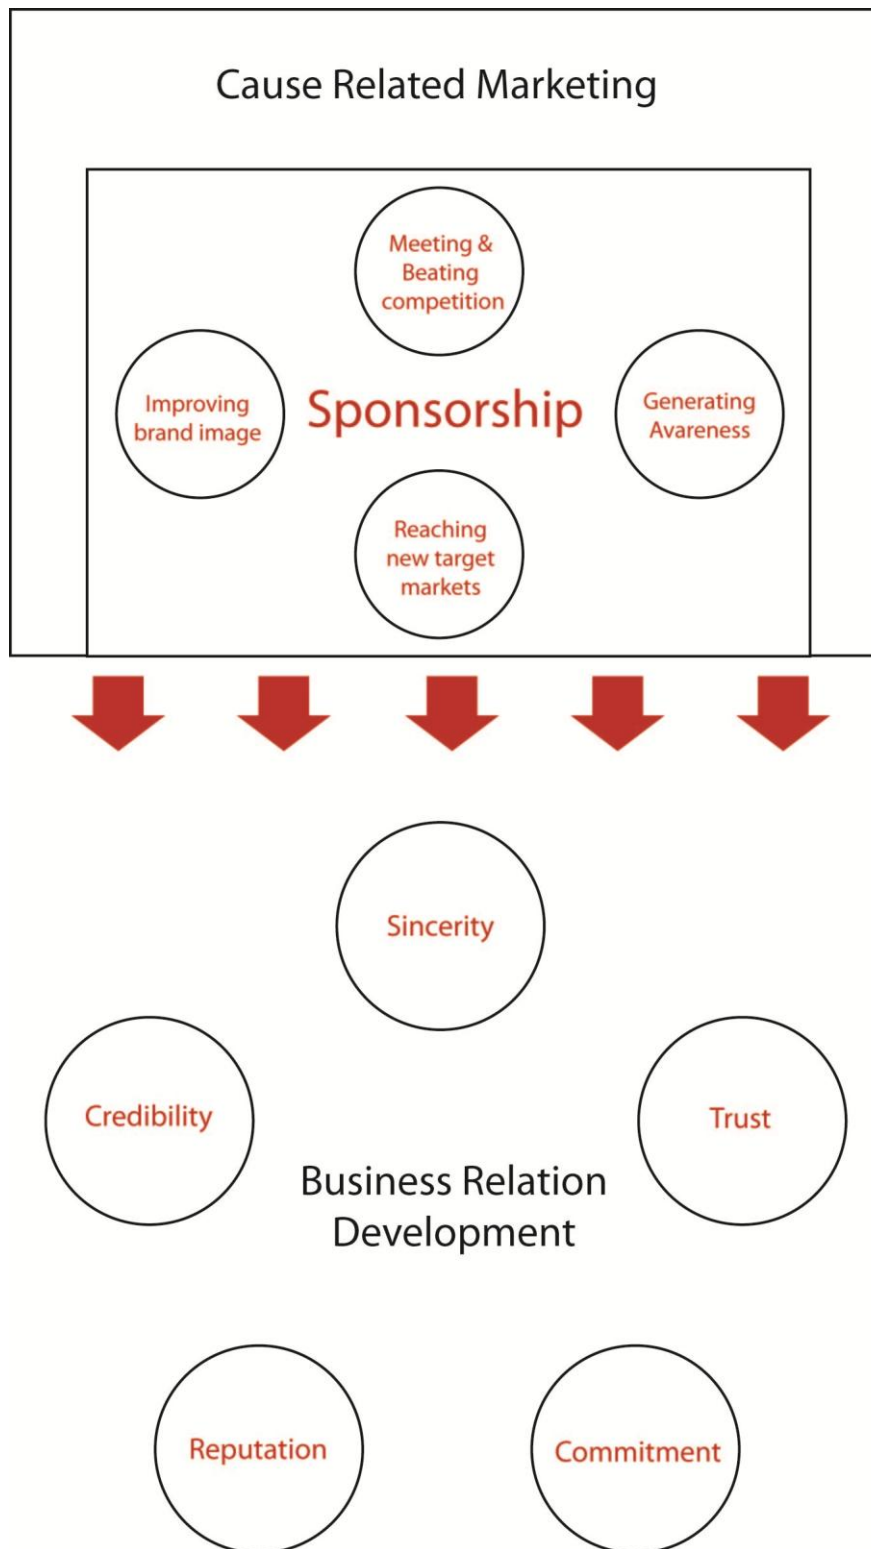 Cause Related Marketing
Meeting &
Beating
competition
Improving
brand image
Sponsorship
Generating
Avareness
Reaching
new target
markets
Sincerity
Credibility
Trust
Business Relation
Development
Reputation
Commitment